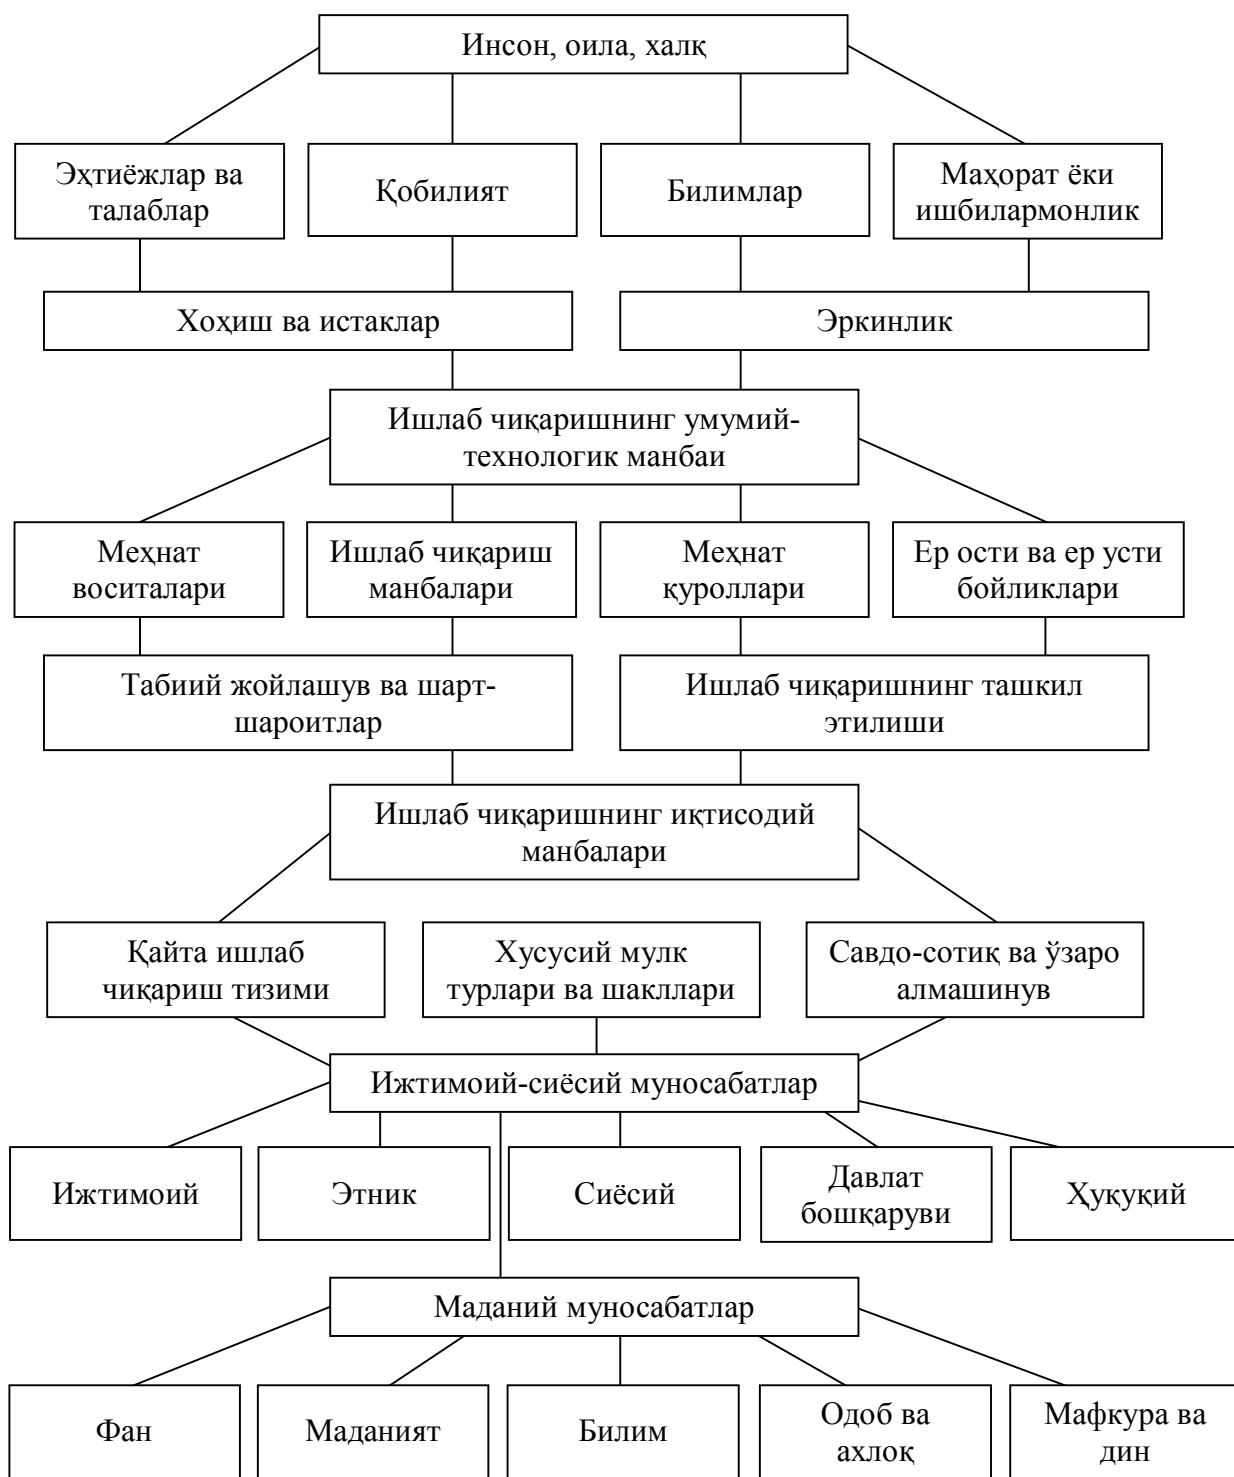 Инсон, оила, халқ
Эҳтиёжлар ва
талаблар
Қобилият
Билимлар
Маҳорат ёки
ишбилармонлик
Хоҳиш ва истаклар
Эркинлик
Ишлаб чиқаришнинг умумий-
технологик манбаи
Меҳнат
воситалари
Ишлаб чиқариш
манбалари
Меҳнат
қуроллари
Ер ости ва ер усти
бойликлари
Табиий жойлашув ва шарт-
шароитлар
Ишлаб чиқаришнинг ташкил
этилиши
Ишлаб чиқаришнинг иқтисодий
манбалари
Қайта ишлаб
чиқариш тизими
Хусусий мулк
турлари ва шакллари
Савдо-сотиқ ва ўзаро
алмашинув
Ижтимоий-сиёсий муносабатлар
Ижтимоий
Этник
Сиёсий
Давлат
бошқаруви
Ҳуқуқий
Маданий муносабатлар
Фан
Маданият
Билим
Одоб ва
ахлоқ
Мафкура ва
дин